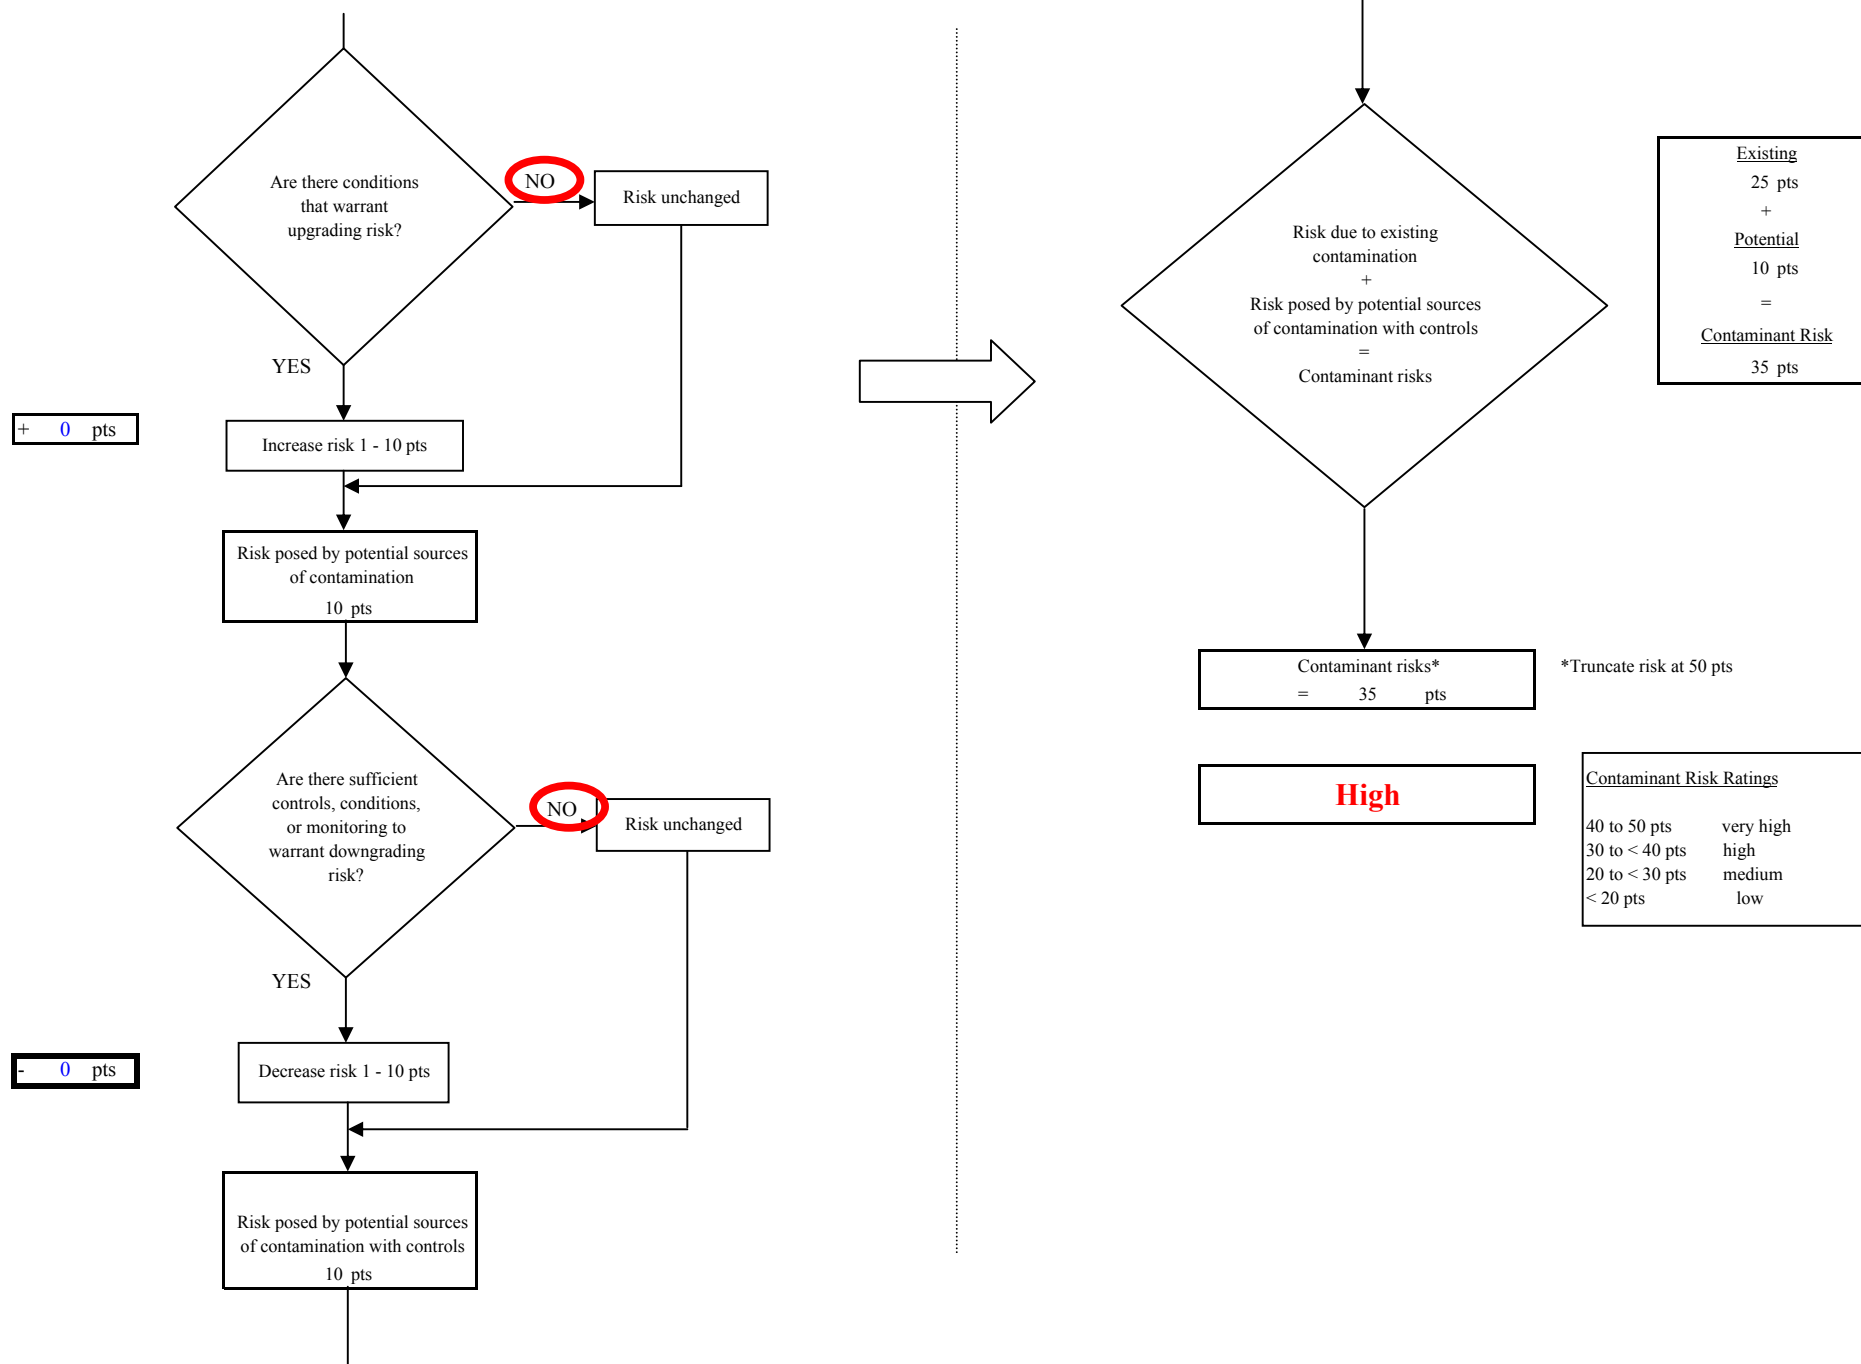 Are there conditions
that warrant
upgrading risk?
NO
Risk unchanged
YES
+ 0 pts
Increase risk 1 - 10 pts
Risk posed by potential sources
of contamination
10 pts
Are there sufficient
controls, conditions,
or monitoring to
warrant downgrading
risk?
NO
Risk unchanged
YES
- 0 pts
Decrease risk 1 - 10 pts
Risk posed by potential sources
of contamination with controls
10 pts
Risk due to existing
contamination
+
Risk posed by potential sources
of contamination with controls
=
Contaminant risks
Existing
25 pts
+
Potential
10 pts
=
Contaminant Risk
35 pts
Contaminant risks*
= 35 pts
*Truncate risk at 50 pts
High
Contaminant Risk Ratings
40 to 50 pts very high
30 to < 40 pts high
20 to < 30 pts medium
< 20 pts low